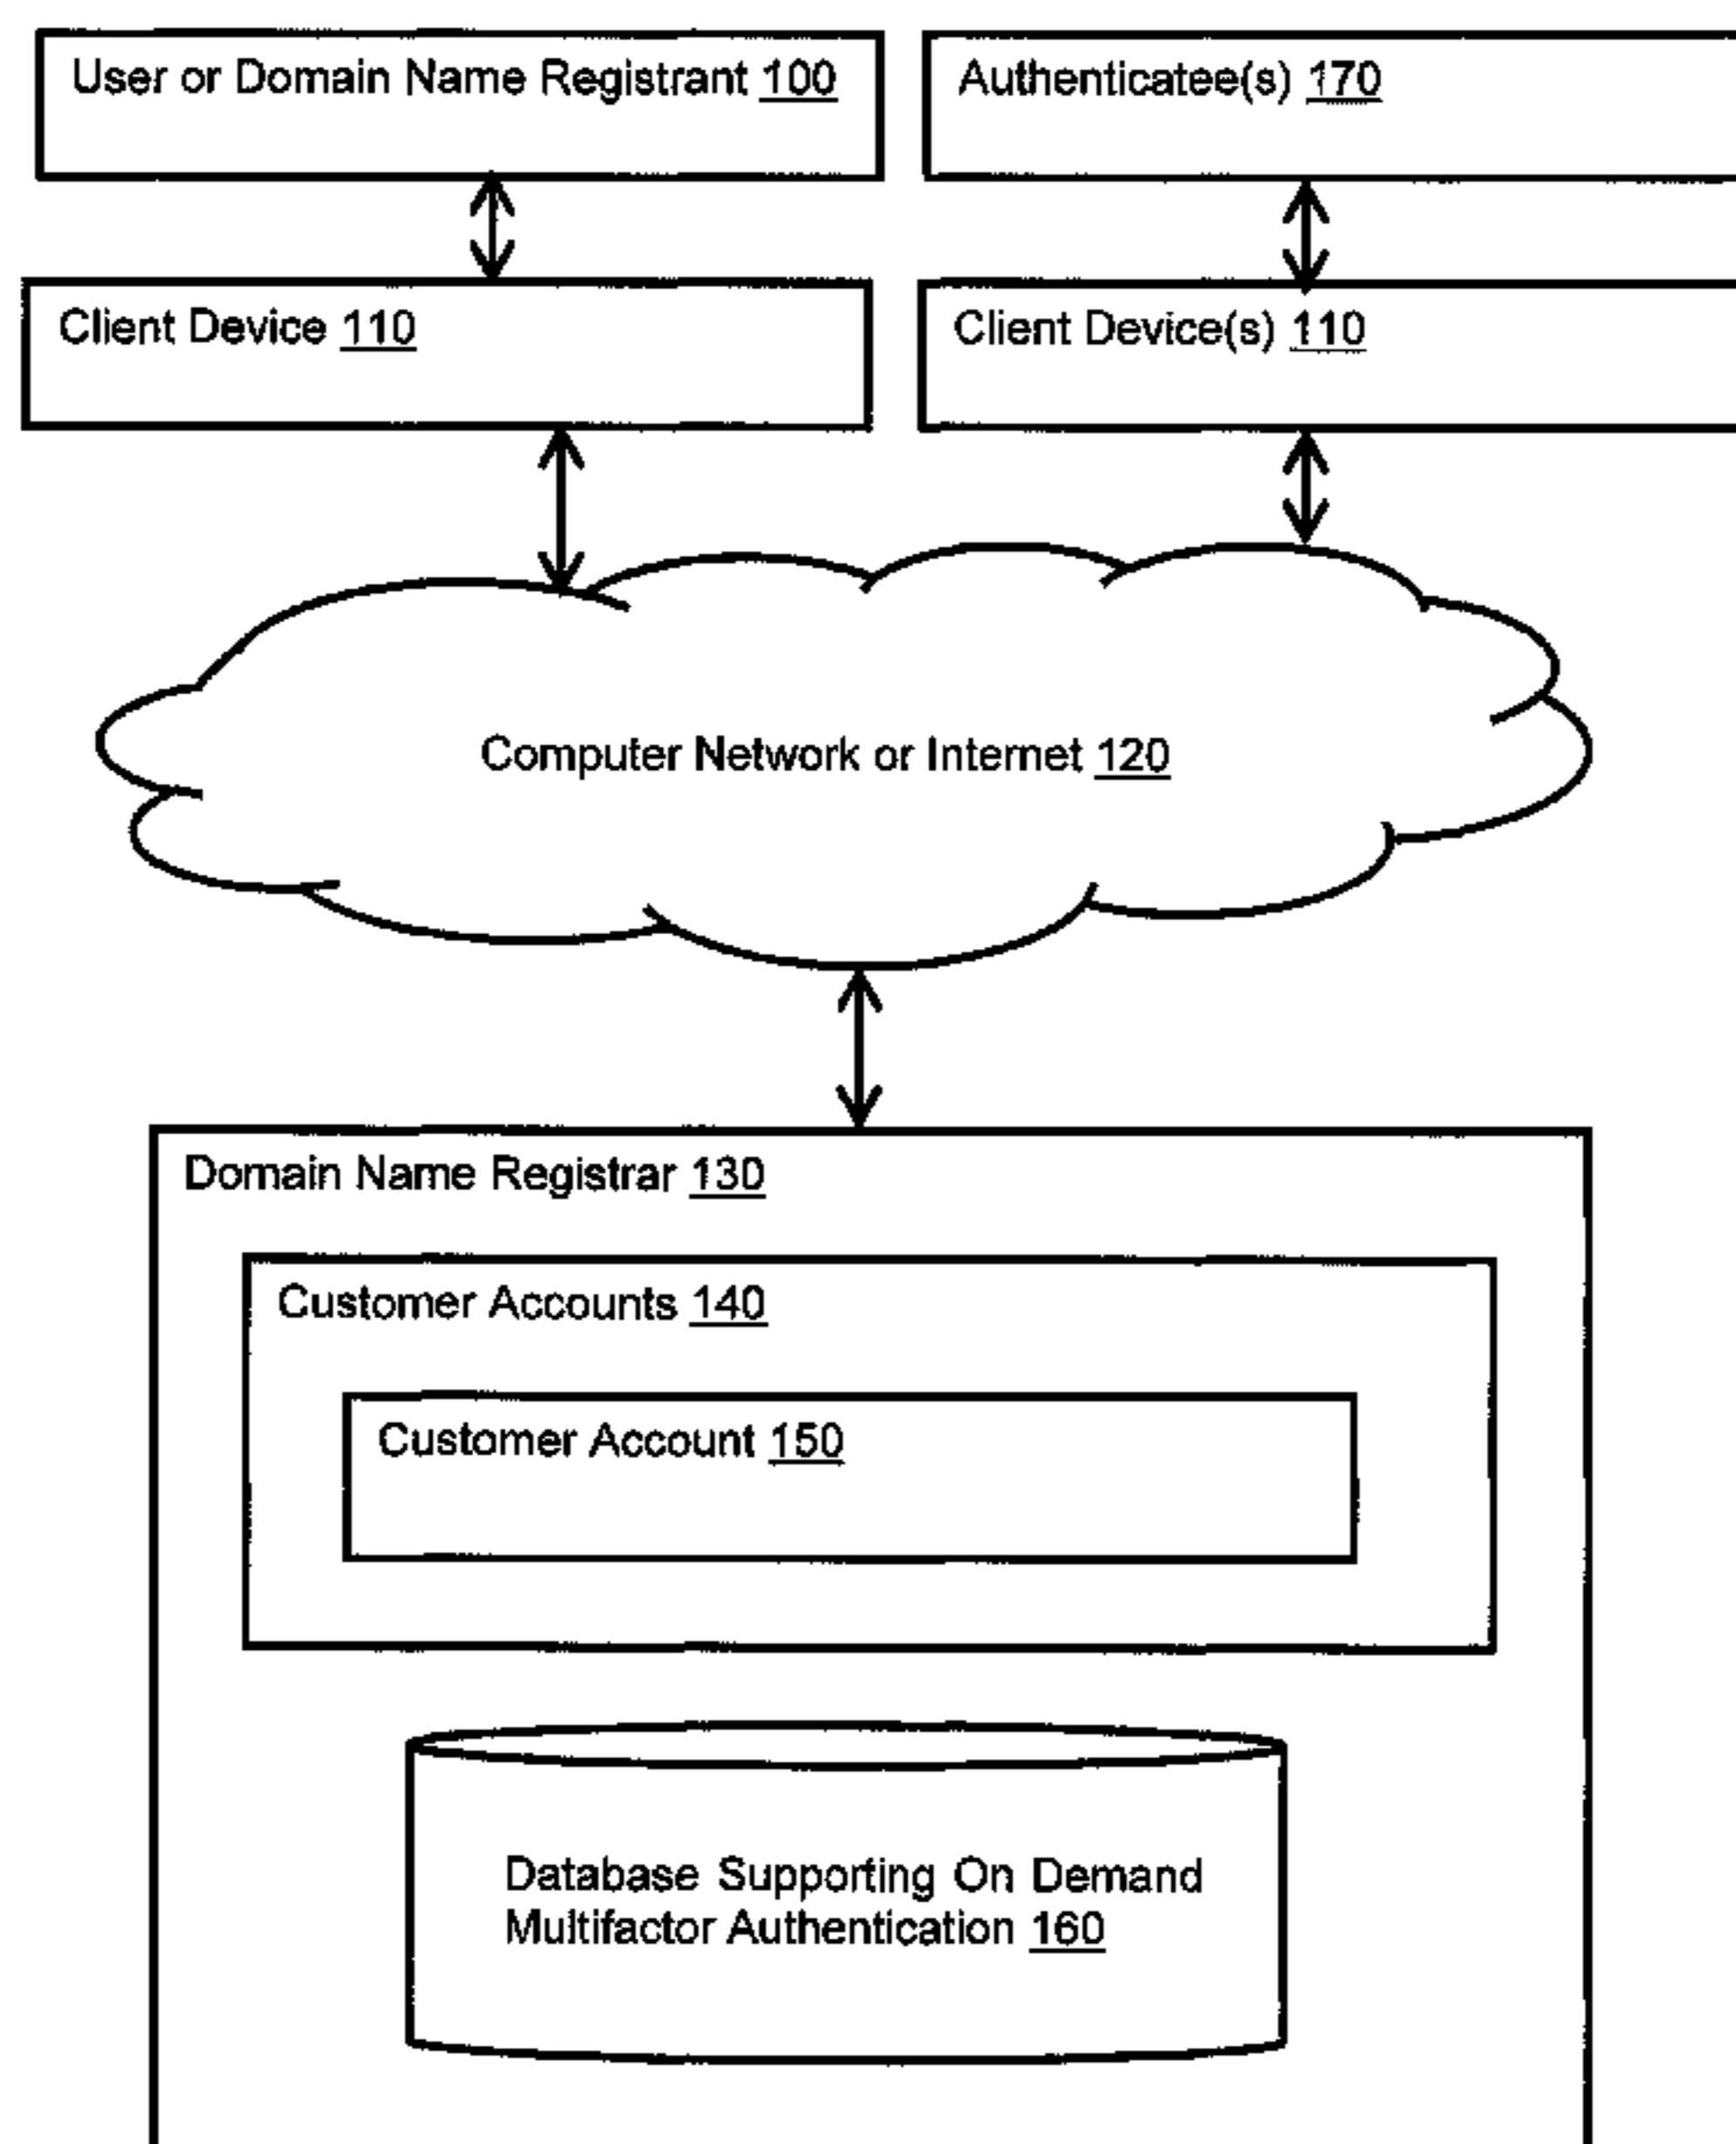 User or Domain Name Registrant 100
Authenticatee(s) 170
Client Device 110
Client Device(s) 110
Computer Network or Internet 120
Domain Name Registrar 130
Customer Accounts 140
Customer Account 150
Database Supporting On Demand
Multifactor Authentication 160